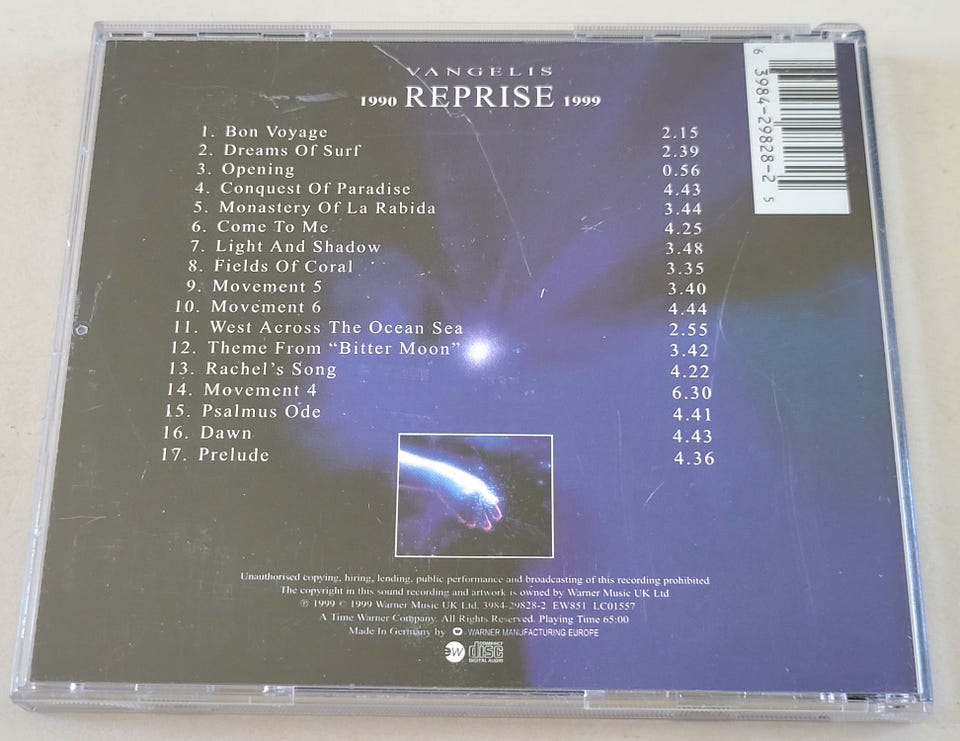 VANGELIS
1990 REPRISE 1999
1. Bon Voyage 2.15
2. Dreams Of Surf 2.39
3. Opening 0.56
4. Conquest Of Paradise 4.43
5. Monastery Of La Rabida 3.44
6. Come To Me 4.25
7. Light And Shadow 3.48
8. Fields Of Coral 3.35
9. Movement 5 3.40
10. Movement 6 4.44
11. West Across The Ocean Sea 2.55
12. Theme From “Bitter Moon” 3.42
13. Rachel’s Song 4.22
14. Movement 4 6.30
15. Psalmus Ode 4.41
16. Dawn 4.43
17. Prelude 4.36
6 3984-29828-2 5
Unauthorised copying, hiring, lending, public performance and broadcasting of this recording prohibited
The copyright in this sound recording and artwork is owned by Warner Music UK Ltd
℗ 1999 © 1999 Warner Music UK Ltd. 3984-29828-2 EW851 LC01557
A Time Warner Company. All Rights Reserved. Playing Time 65:00
Made In Germany by WARNER MANUFACTURING EUROPE
ew COMPACT disc DIGITAL AUDIO